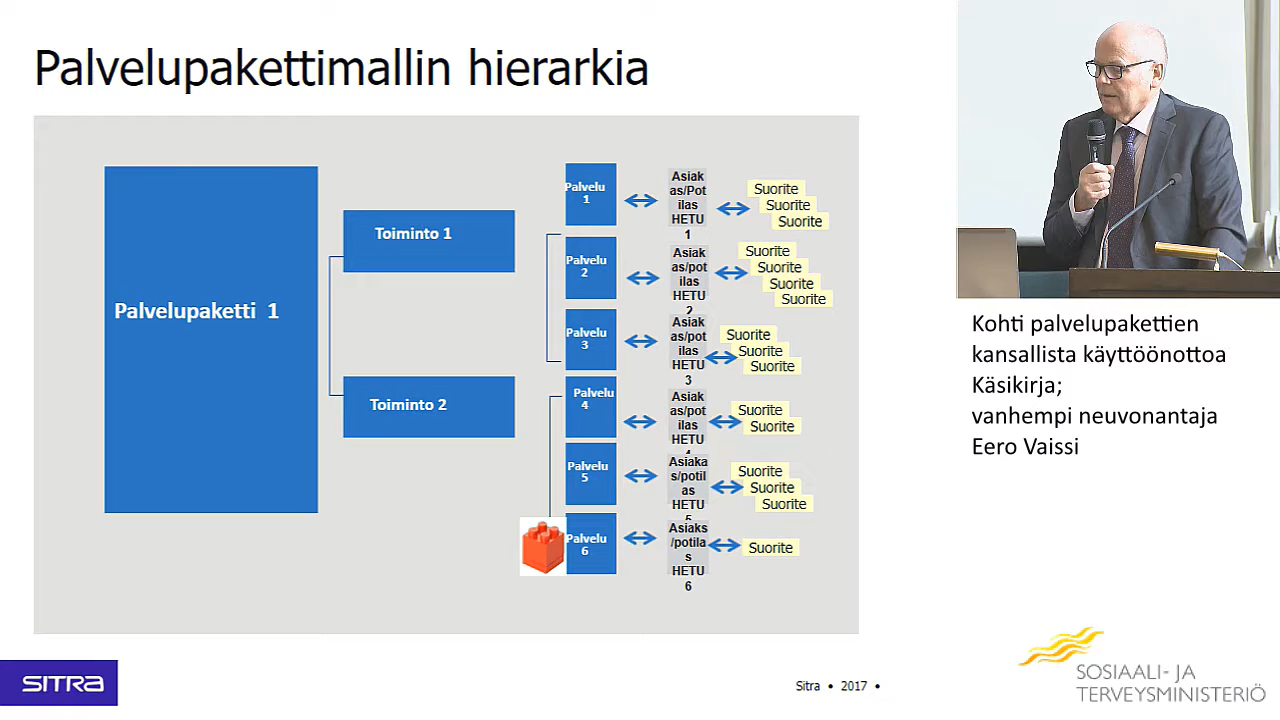 Palvelupakettimallin hierarkia
Palvelupaketti 1
Toiminto 1
Toiminto 2
Palvelu
1
Asiak
as/Pot
ilas
HETU
1
Suorite
Suorite
Suorite
Palvelu
2
Asiak
as/pot
ilas
HETU
2
Suorite
Suorite
Suorite
Suorite
Palvelu
3
Asiak
as/pot
ilas
HETU
3
Suorite
Suorite
Suorite
Palvelu
4
Asiak
as/pot
ilas
HETU
4
Suorite
Suorite
Palvelu
5
Asiaka
s/potil
as
HETU
5
Suorite
Suorite
Suorite
Palvelu
6
Asiaks
/potila
s
HETU
6
Suorite
Kohti palvelupakettien
kansallista käyttöönottoa
Käsikirja;
vanhempi neuvonantaja
Eero Vaissi
SITRA
Sitra • 2017 •
SOSIAALI- JA
TERVEYSMINISTERIÖ